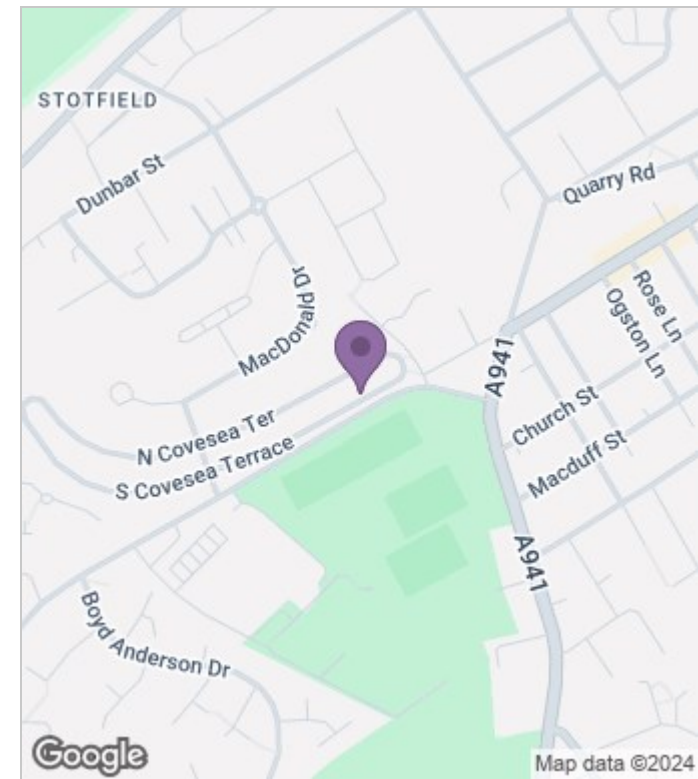 STOTFIELD
Dunbar St
Quarry Rd
MacDonald Dr
Rose Ln
Ogston Ln
A941
Church St
N Covesea Ter
S Covesea Terrace
Macduff St
A941
Boyd Anderson Dr
Google
Map data ©2024